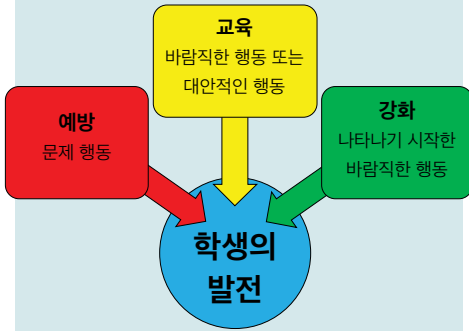 교육
바람직한 행동 또는
대안적인 행동
예방
문제 행동
강화
나타나기 시작한
바람직한 행동
학생의
발전